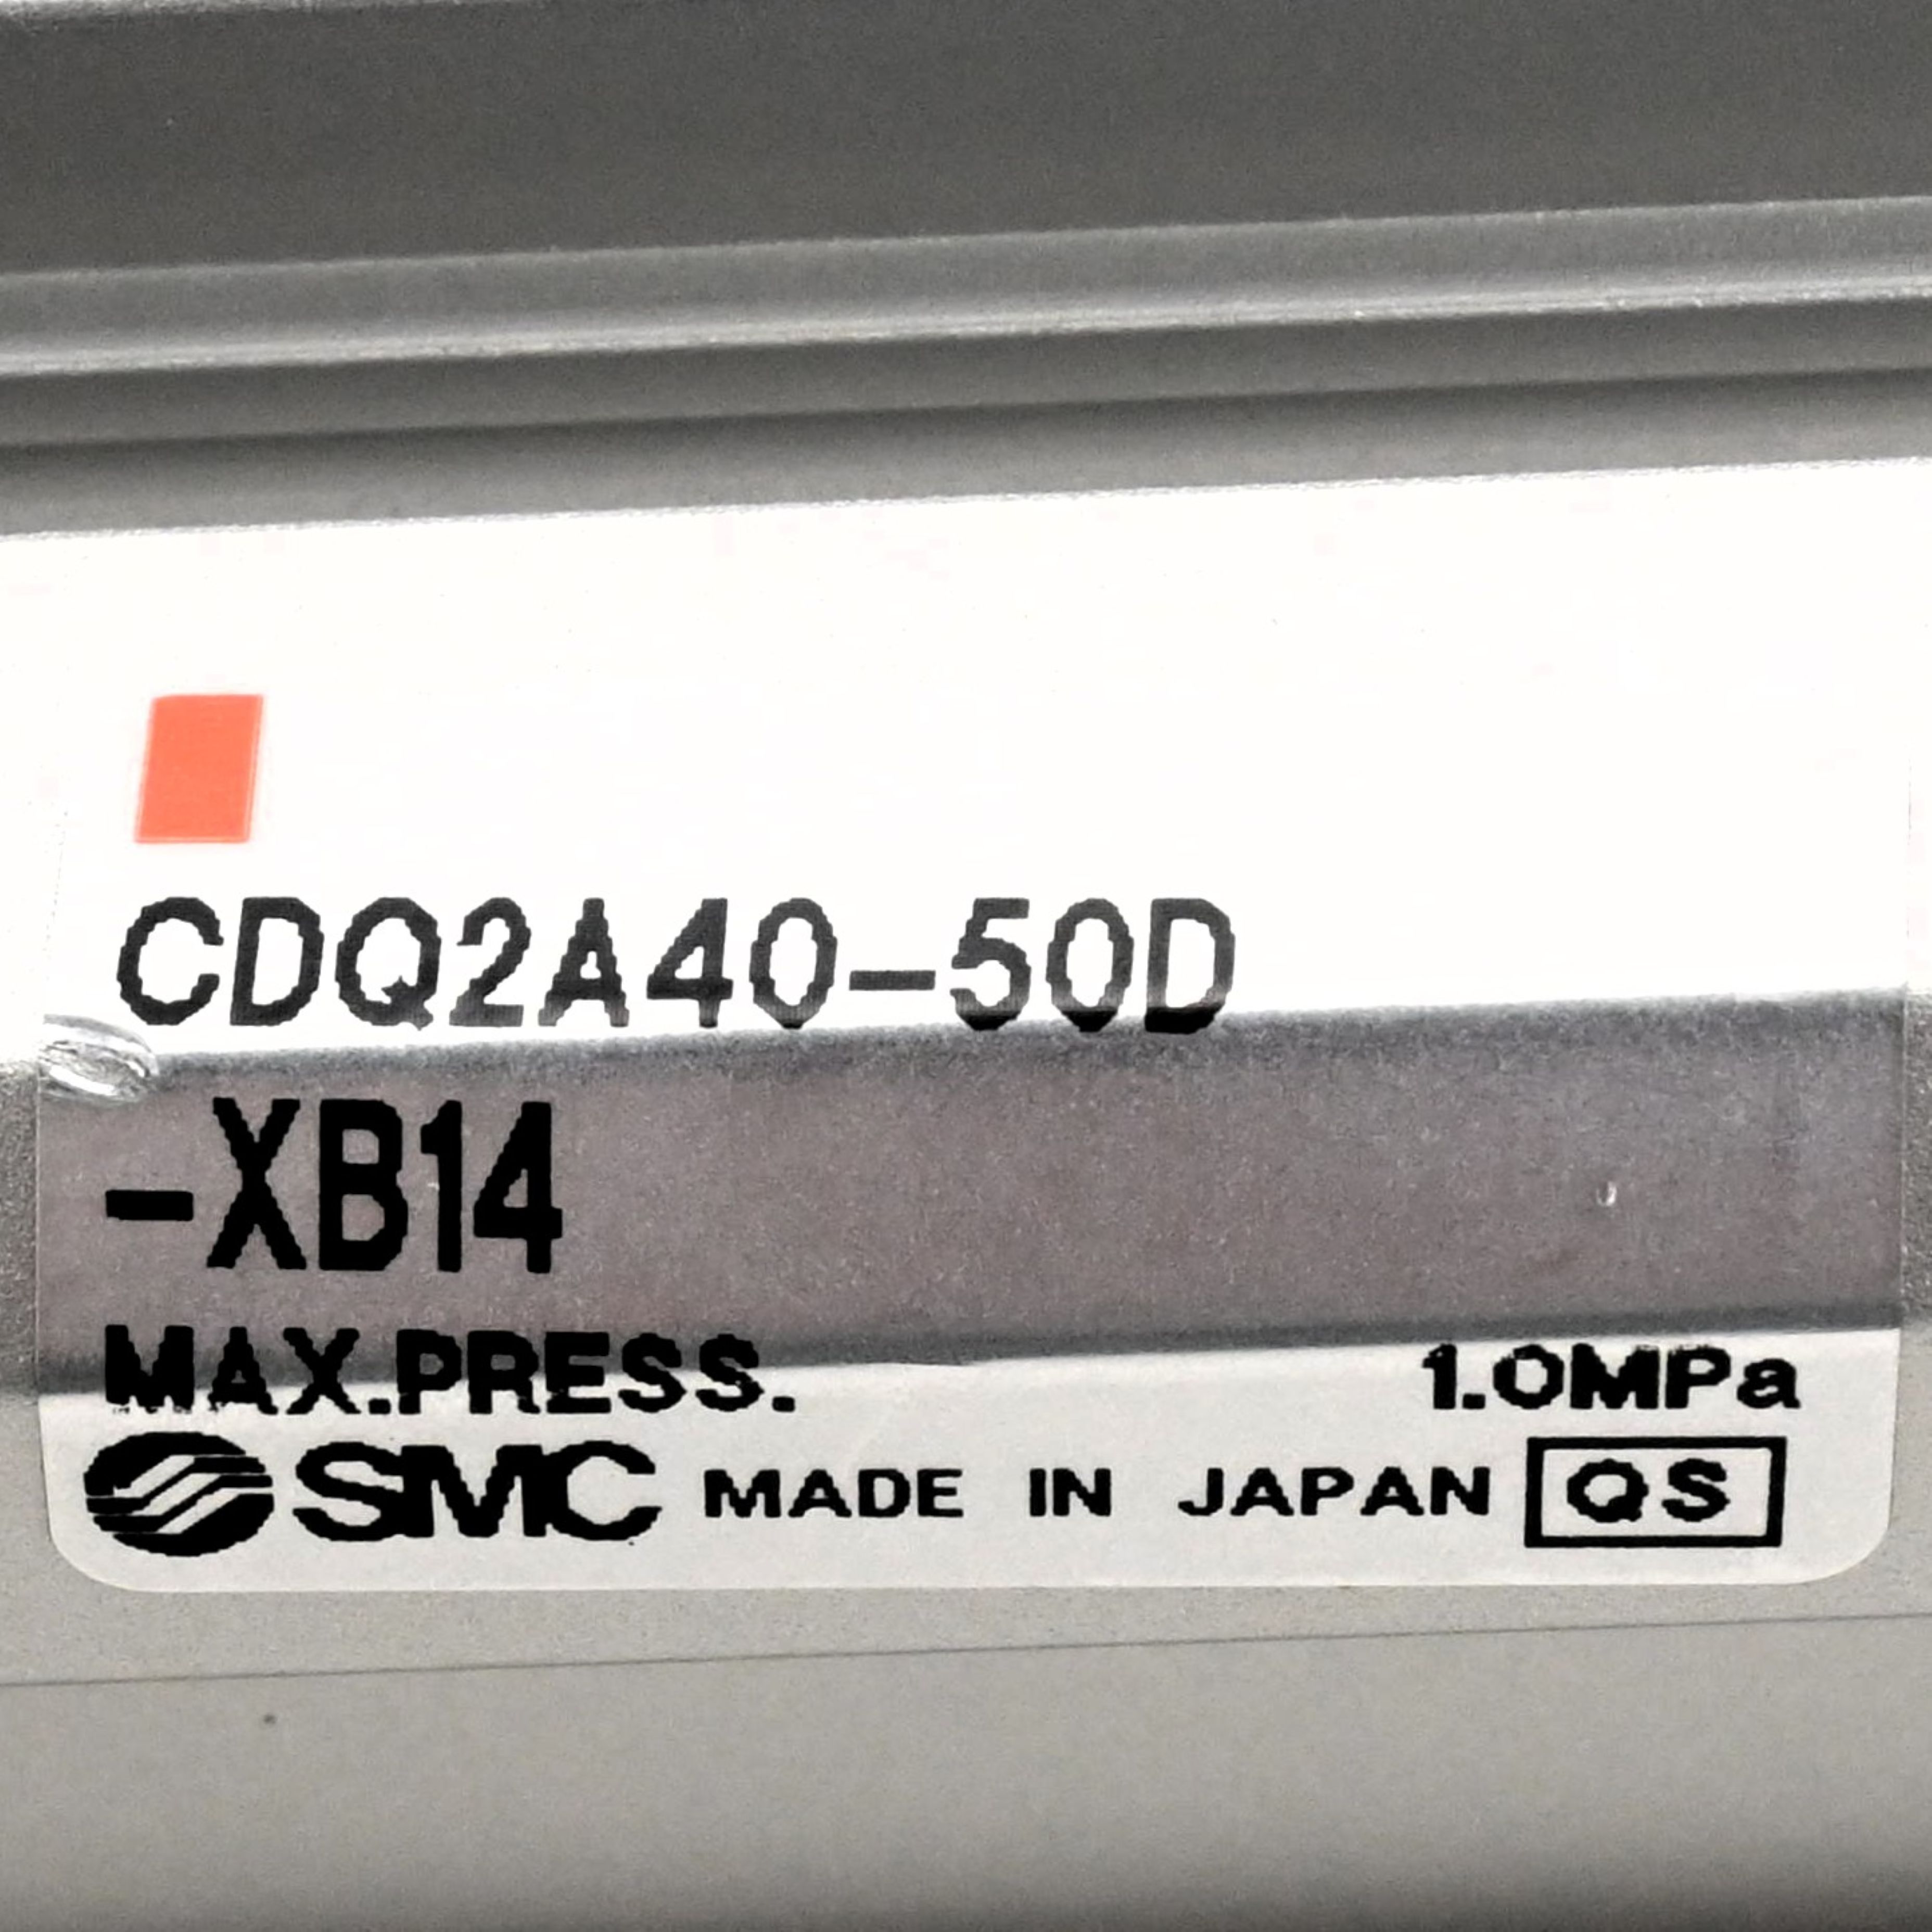 CDQ2A40-50D
-XB14
MAX.PRESS. 1.0MPa
SMC MADE IN JAPAN QS